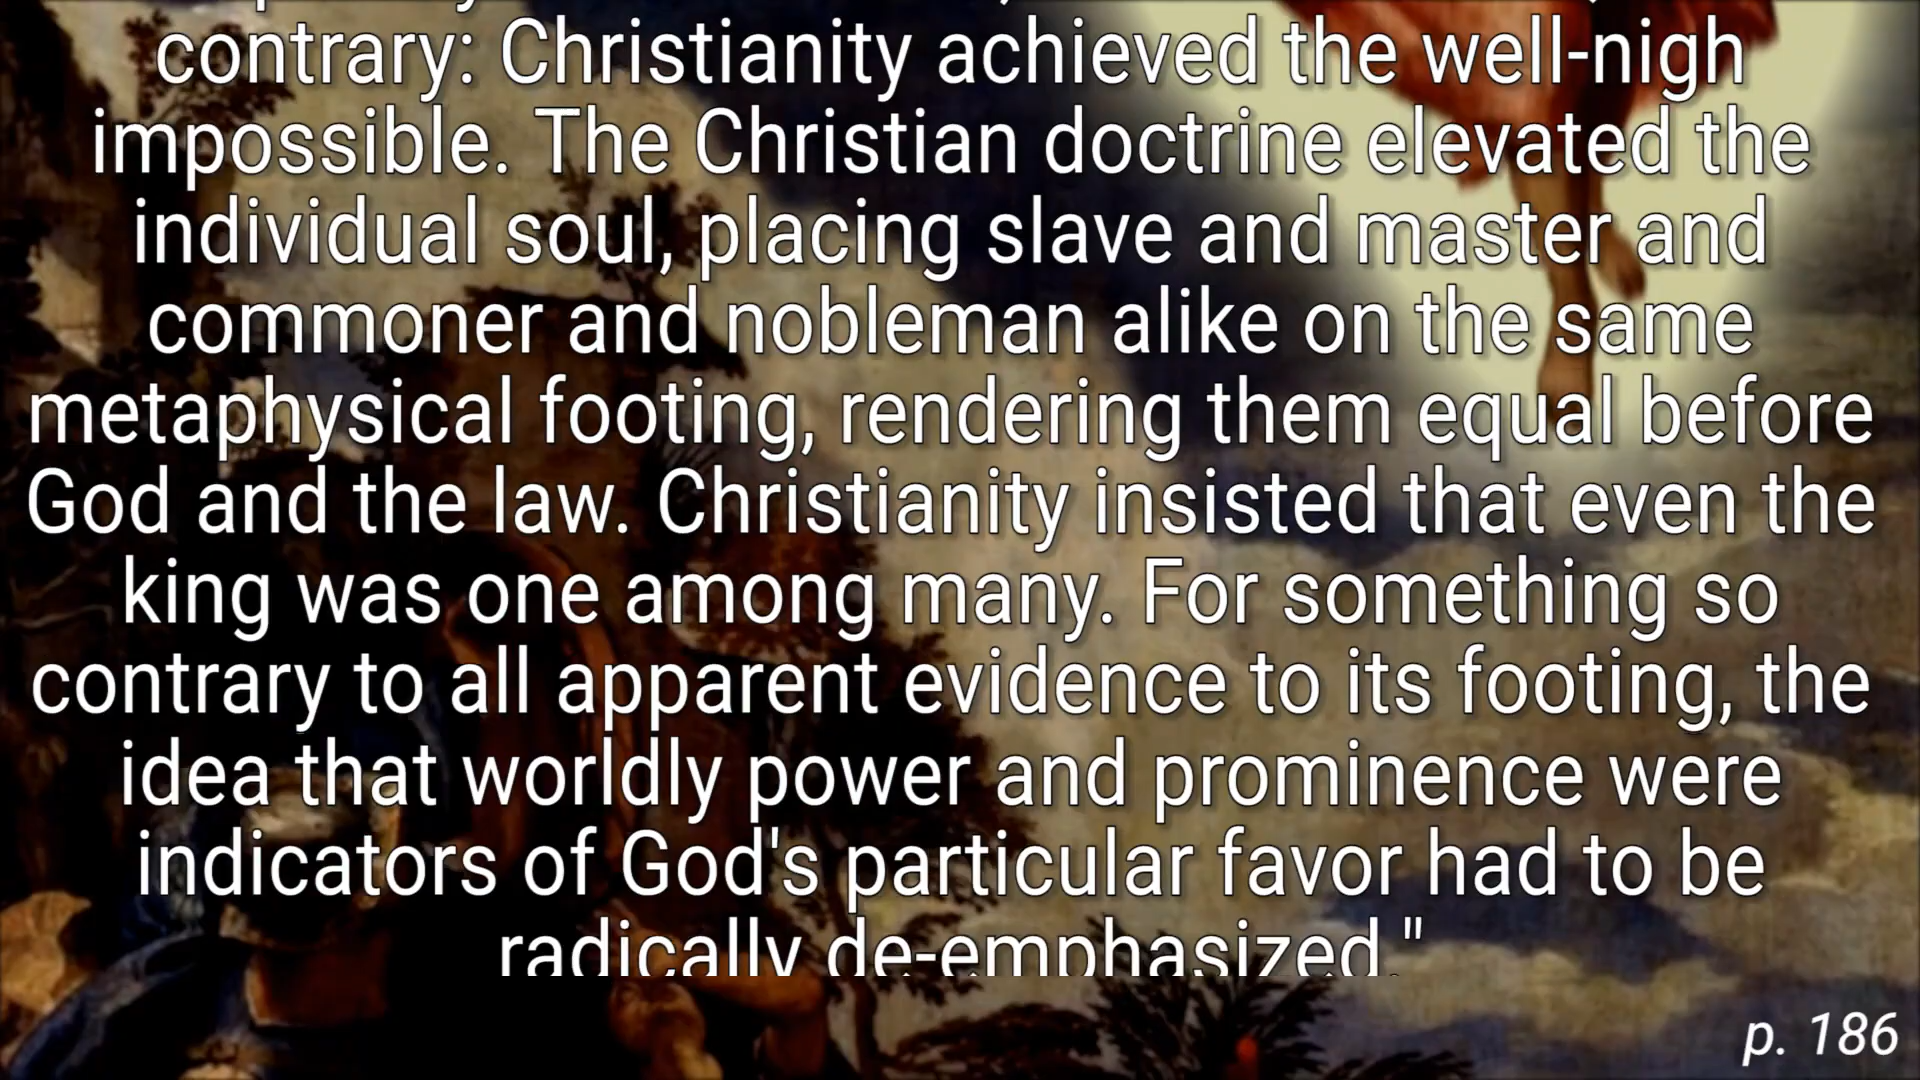 contrary: Christianity achieved the well-nigh
impossible. The Christian doctrine elevated the
individual soul, placing slave and master and
commoner and nobleman alike on the same
metaphysical footing, rendering them equal before
God and the law. Christianity insisted that even the
king was one among many. For something so
contrary to all apparent evidence to its footing, the
idea that worldly power and prominence were
indicators of God's particular favor had to be
radically de-emphasized."
p. 186